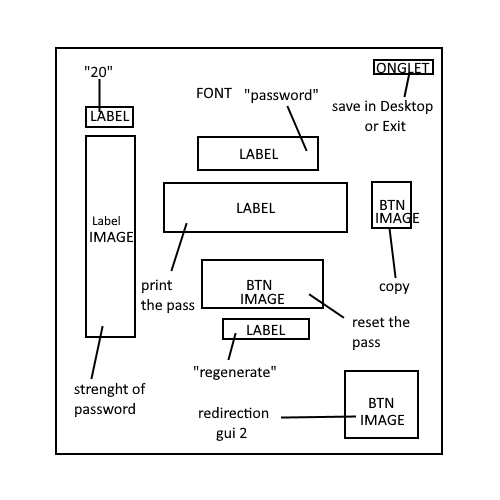 "20"
ONGLET
FONT
"password"
save in Desktop
or Exit
LABEL
LABEL
Label
IMAGE
LABEL
BTN
IMAGE
print
the pass
BTN
IMAGE
copy
reset the
pass
LABEL
"regenerate"
strenght of
password
redirection
gui 2
BTN
IMAGE